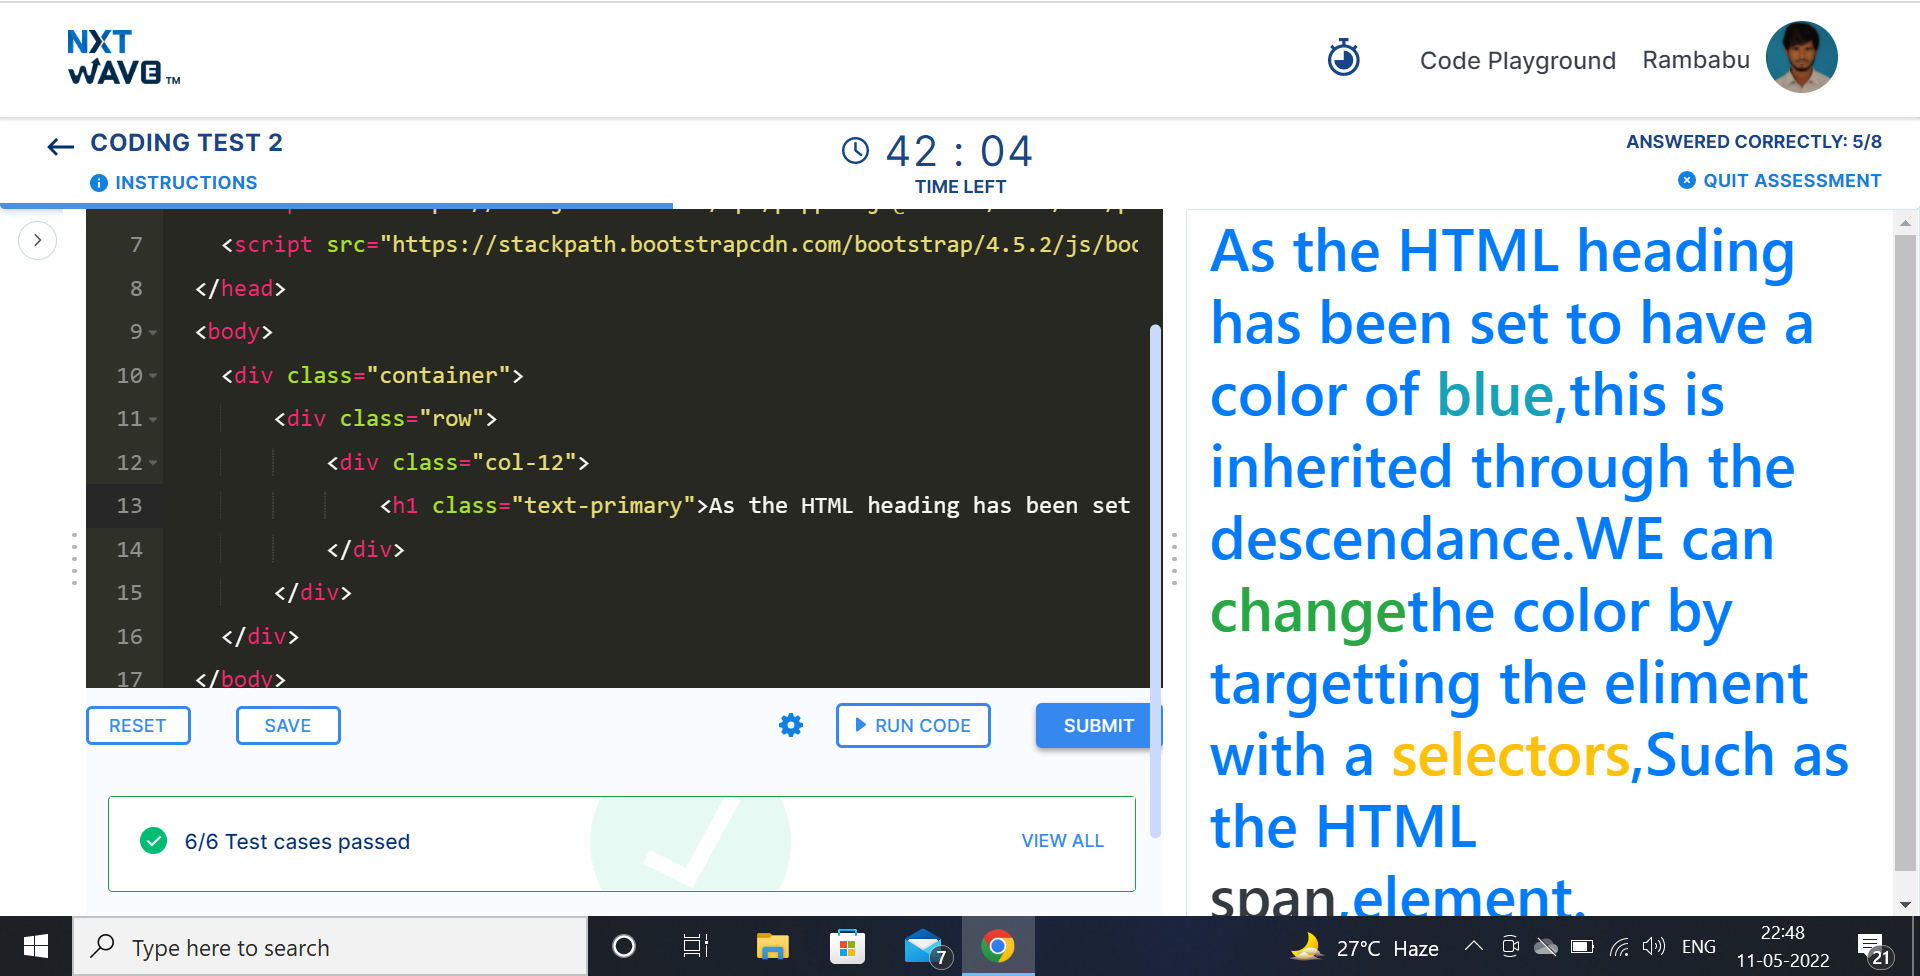 NXT
WAVE TM
Code Playground
Rambabu
CODING TEST 2
INSTRUCTIONS
42 : 04
TIME LEFT
ANSWERED CORRECTLY: 5/8
QUIT ASSESSMENT
7 <script src="https://stackpath.bootstrapcdn.com/bootstrap/4.5.2/js/boo
8 </head>
9 <body>
10 <div class="container">
11 <div class="row">
12 <div class="col-12">
13 <h1 class="text-primary">As the HTML heading has been set
14 </div>
15 </div>
16 </div>
17 </body>
RESET
SAVE
RUN CODE
SUBMIT
6/6 Test cases passed
VIEW ALL
As the HTML heading
has been set to have a
color of blue,this is
inherited through the
descendance.WE can
changethe color by
targetting the eliment
with a selectors,Such as
the HTML
span,element.
Type here to search
7
27°C Haze
ENG
22:48
11-05-2022
21